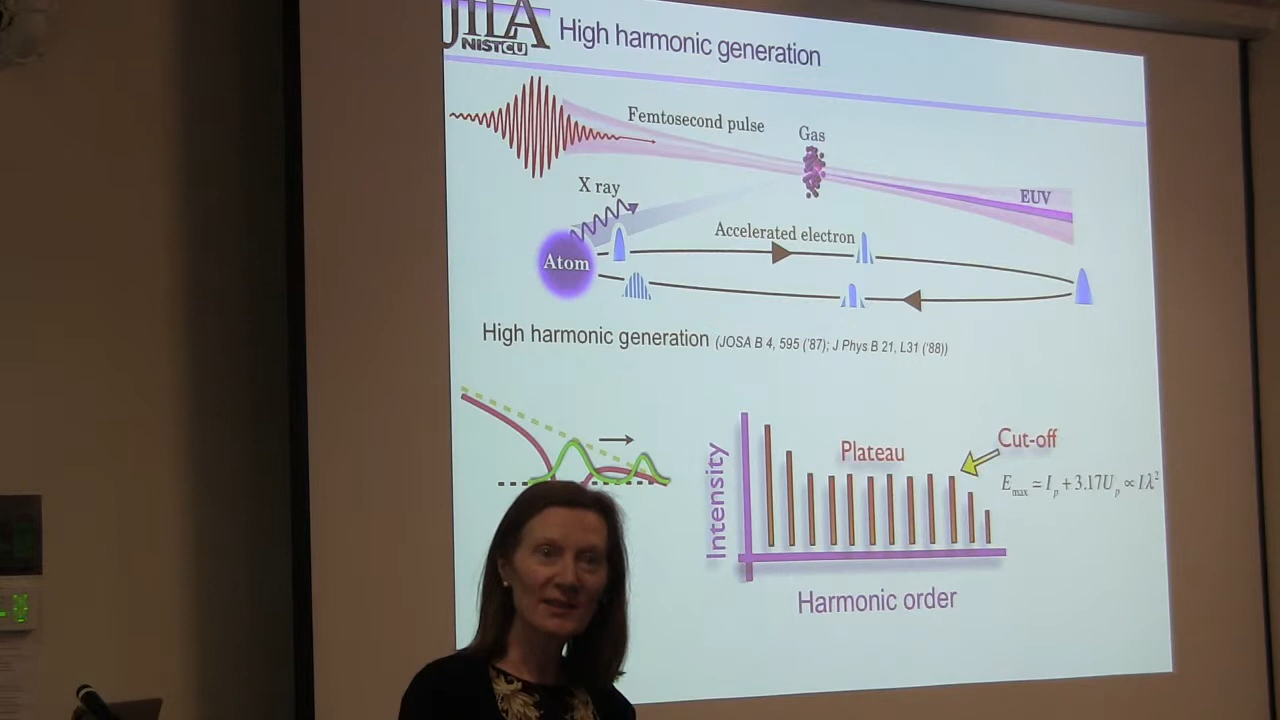 JILA
NIST CU
High harmonic generation
Femtosecond pulse
Gas
X ray
EUV
Accelerated electron
Atom
High harmonic generation (JOSA B 4, 595 ('87); J Phys B 21, L31 ('88))
Cut-off
Plateau
E_max = I_p + 3.17U_p ∝ Iλ²
Intensity
Harmonic order